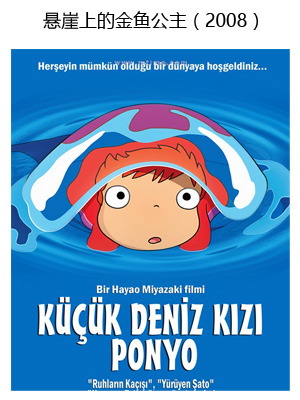 悬崖上的金鱼公主（2008）
Herşeyin mümkün olduğu bir dünyaya hoşgeldiniz...
Bir Hayao Miyazaki filmi
KÜÇÜK DENİZ KIZI
PONYO
"Ruhların Kaçışı", "Yürüyen Şato"